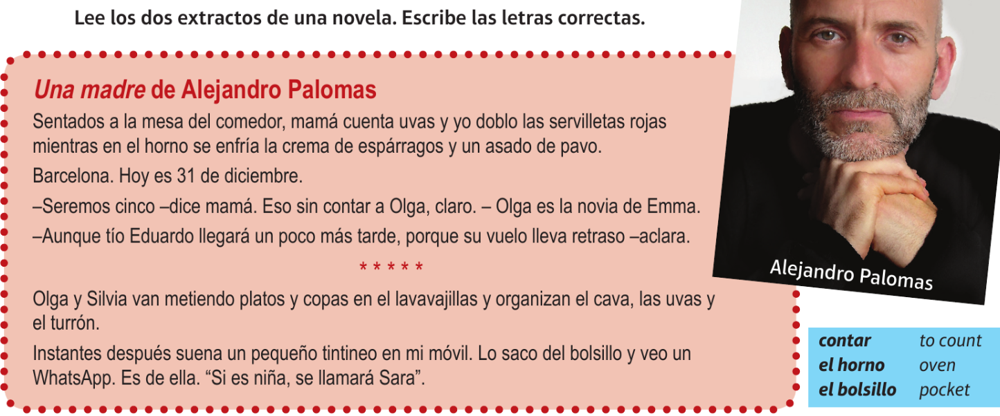 Lee los dos extractos de una novela. Escribe las letras correctas.
Una madre de Alejandro Palomas
Sentados a la mesa del comedor, mamá cuenta uvas y yo doblo las servilletas rojas
mientras en el horno se enfría la crema de espárragos y un asado de pavo.
Barcelona. Hoy es 31 de diciembre.
–Seremos cinco –dice mamá. Eso sin contar a Olga, claro. – Olga es la novia de Emma.
–Aunque tío Eduardo llegará un poco más tarde, porque su vuelo lleva retraso –aclara.
* * * * *
Olga y Silvia van metiendo platos y copas en el lavavajillas y organizan el cava, las uvas y
el turrón.
Instantes después suena un pequeño tintineo en mi móvil. Lo saco del bolsillo y veo un
WhatsApp. Es de ella. “Si es niña, se llamará Sara”.
Alejandro Palomas
contar to count
el horno oven
el bolsillo pocket